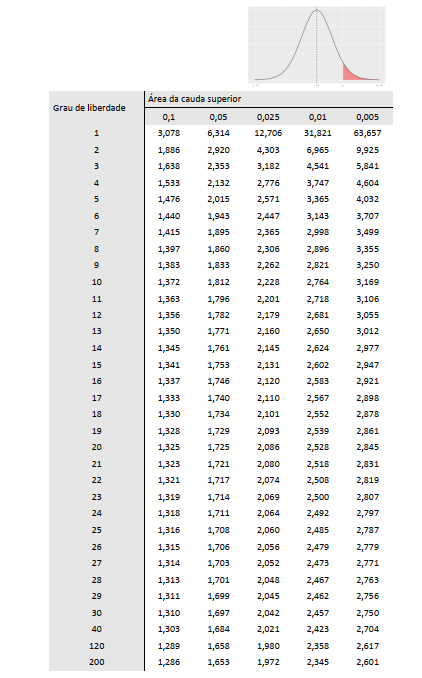 Área da cauda superior
Grau de liberdade
0,1 0,05 0,025 0,01 0,005
1 3,078 6,314 12,706 31,821 63,657
2 1,886 2,920 4,303 6,965 9,925
3 1,638 2,353 3,182 4,541 5,841
4 1,533 2,132 2,776 3,747 4,604
5 1,476 2,015 2,571 3,365 4,032
6 1,440 1,943 2,447 3,143 3,707
7 1,415 1,895 2,365 2,998 3,499
8 1,397 1,860 2,306 2,896 3,355
9 1,383 1,833 2,262 2,821 3,250
10 1,372 1,812 2,228 2,764 3,169
11 1,363 1,796 2,201 2,718 3,106
12 1,356 1,782 2,179 2,681 3,055
13 1,350 1,771 2,160 2,650 3,012
14 1,345 1,761 2,145 2,624 2,977
15 1,341 1,753 2,131 2,602 2,947
16 1,337 1,746 2,120 2,583 2,921
17 1,333 1,740 2,110 2,567 2,898
18 1,330 1,734 2,101 2,552 2,878
19 1,328 1,729 2,093 2,539 2,861
20 1,325 1,725 2,086 2,528 2,845
21 1,323 1,721 2,080 2,518 2,831
22 1,321 1,717 2,074 2,508 2,819
23 1,319 1,714 2,069 2,500 2,807
24 1,318 1,711 2,064 2,492 2,797
25 1,316 1,708 2,060 2,485 2,787
26 1,315 1,706 2,056 2,479 2,779
27 1,314 1,703 2,052 2,473 2,771
28 1,313 1,701 2,048 2,467 2,763
29 1,311 1,699 2,045 2,462 2,756
30 1,310 1,697 2,042 2,457 2,750
40 1,303 1,684 2,021 2,423 2,704
120 1,289 1,658 1,980 2,358 2,617
200 1,286 1,653 1,972 2,345 2,601